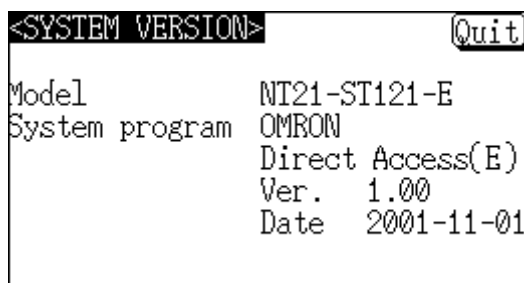 <SYSTEM VERSION> Quit
Model NT21-ST121-E
System program OMRON
Direct Access(E)
Ver. 1.00
Date 2001-11-01